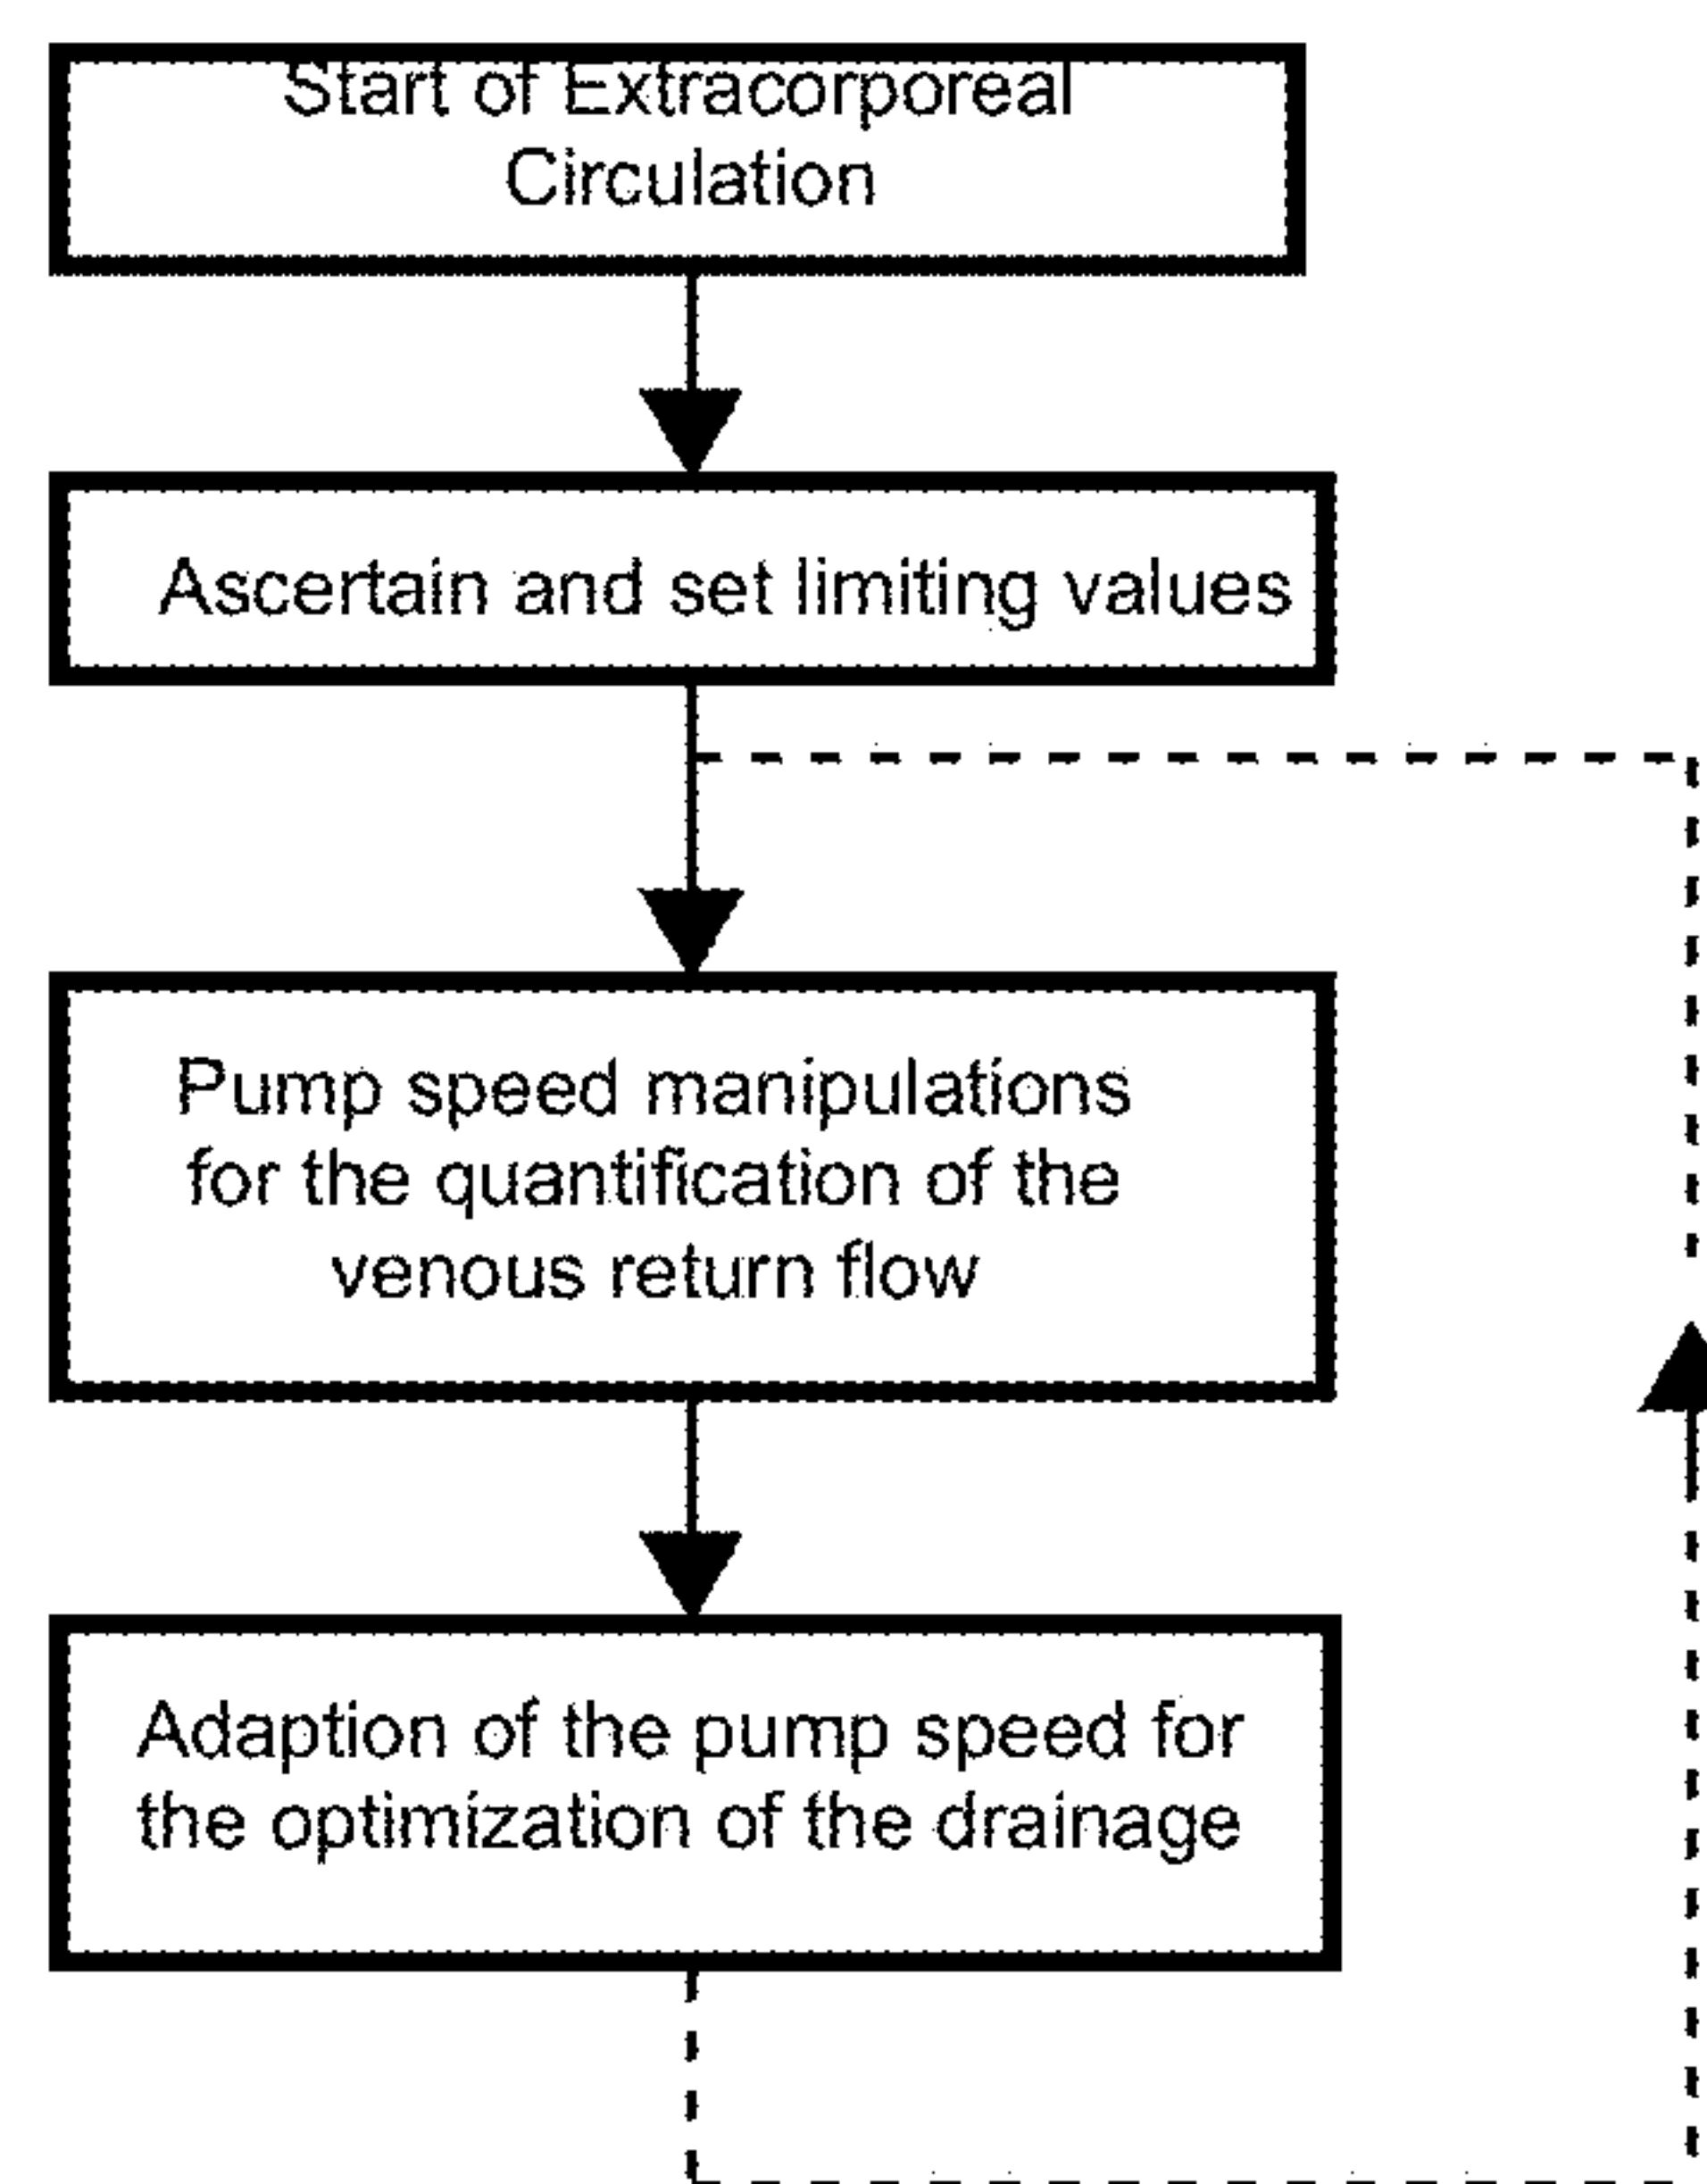 Start of Extracorporeal
Circulation
Ascertain and set limiting values
Pump speed manipulations
for the quantification of the
venous return flow
Adaption of the pump speed for
the optimization of the drainage